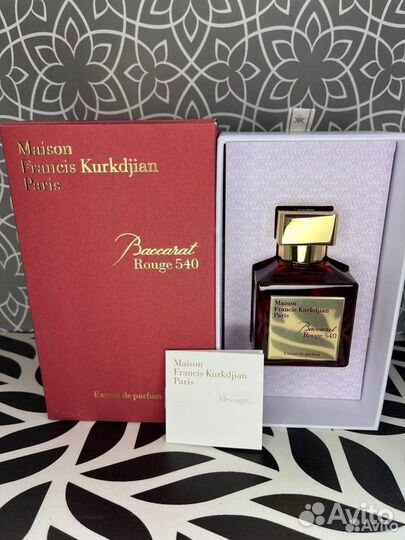 Maison
Francis Kurkdjian
Paris
Baccarat
Rouge 540
Extrait de parfum
Maison
Francis Kurkdjian
Paris
Baccarat
Rouge 540
Extrait de parfum
Maison
Francis Kurkdjian
Paris
Message...
Avito
Avito